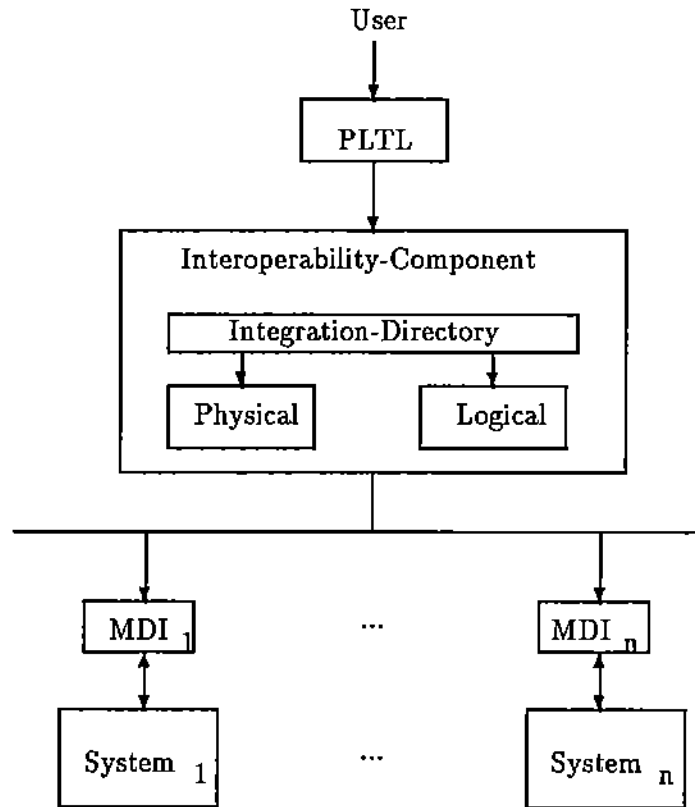 User
PLTL
Interoperability-Component
Integration-Directory
Physical
Logical
MDI 1
...
MDI n
System 1
...
System n